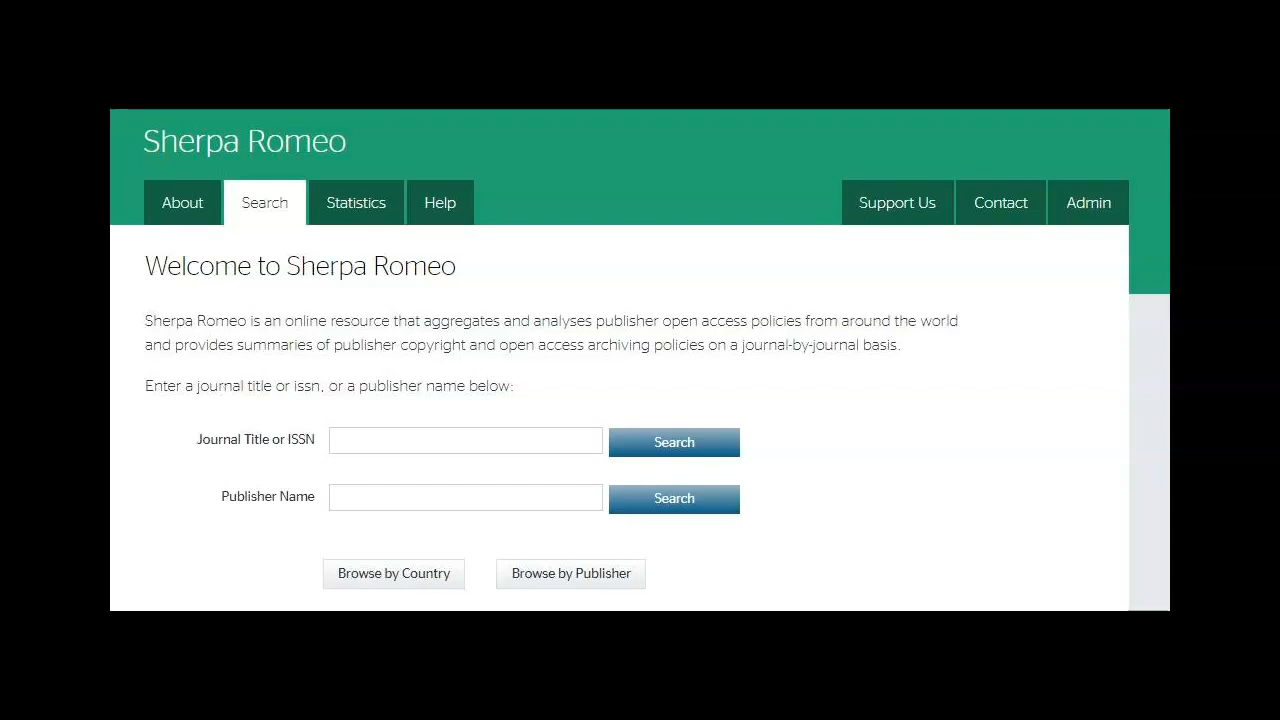 Sherpa Romeo
About Search Statistics Help Support Us Contact Admin
Welcome to Sherpa Romeo
Sherpa Romeo is an online resource that aggregates and analyses publisher open access policies from around the world
and provides summaries of publisher copyright and open access archiving policies on a journal-by-journal basis.
Enter a journal title or issn, or a publisher name below:
Journal Title or ISSN Search
Publisher Name Search
Browse by Country Browse by Publisher